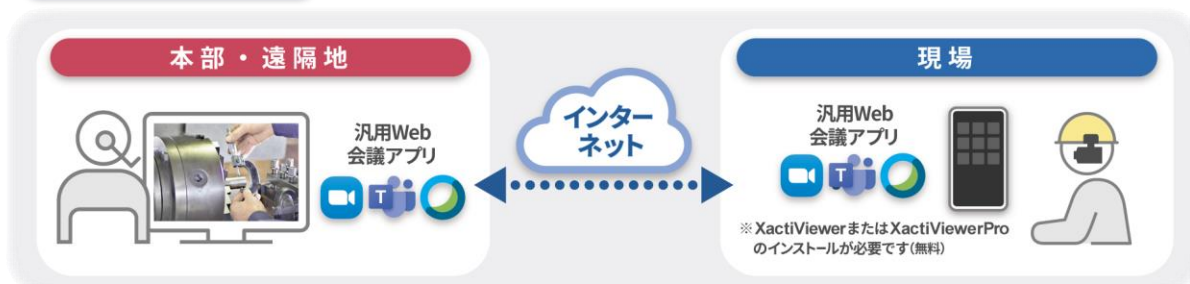 本部・遠隔地
汎用Web
会議アプリ
T
インター
ネット
現場
汎用Web
会議アプリ
T
※XactiViewerまたはXactiViewerPro
のインストールが必要です(無料)